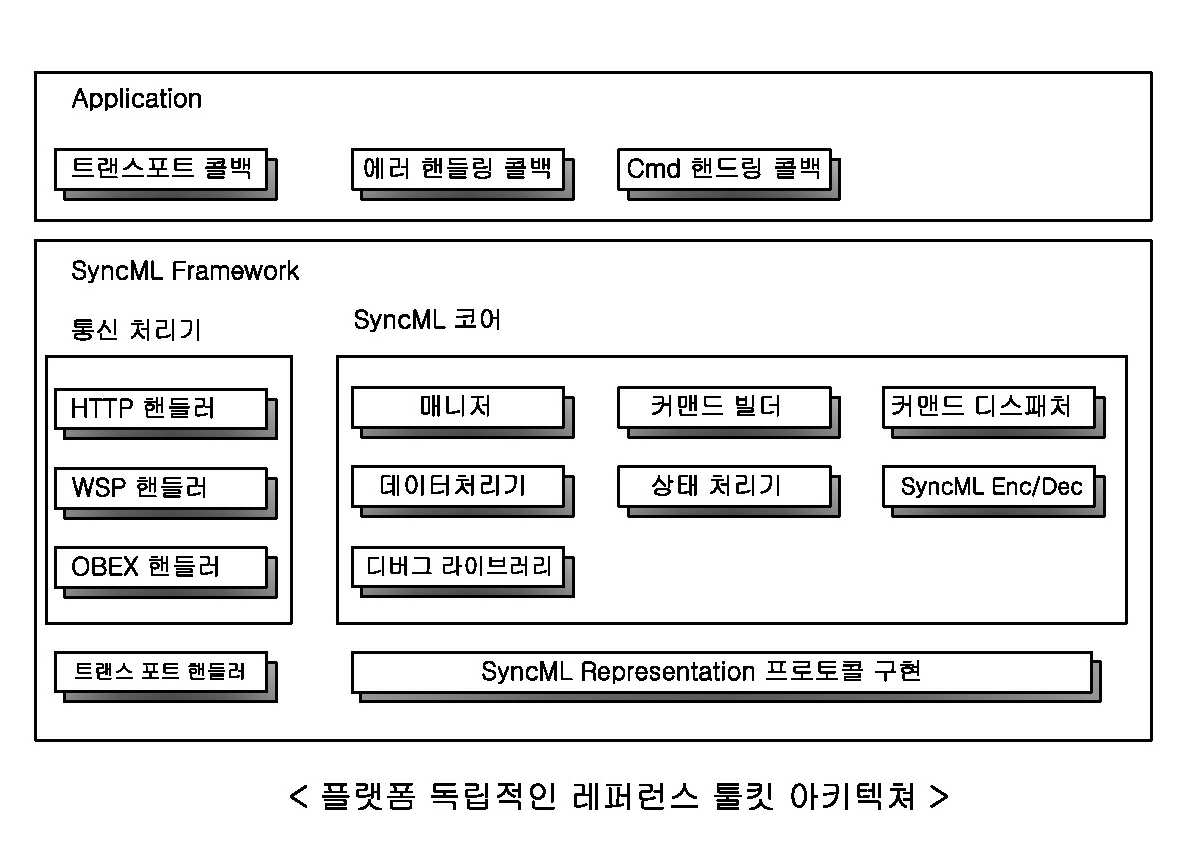 Application
트랜스포트 콜백
에러 핸들링 콜백
Cmd 핸드링 콜백
SyncML Framework
통신 처리기
HTTP 핸들러
WSP 핸들러
OBEX 핸들러
트랜스 포트 핸들러
SyncML 코어
매니저
커맨드 빌더
커맨드 디스패처
데이터처리기
상태 처리기
SyncML Enc/Dec
디버그 라이브러리
SyncML Representation 프로토콜 구현
< 플랫폼 독립적인 레퍼런스 툴킷 아키텍쳐 >